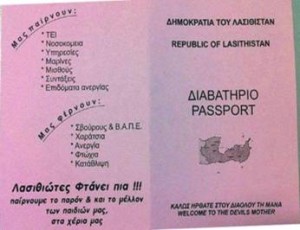 Μας παίρνουν:
* ΤΕΙ
* Νοσοκομεια
* Υπηρεσίες
* Μαρίνες
* Μισθούς
* Συντάξεις
* Επιδόματα ανεργίας
Μας φέρνουν:
* Σβούρους & Β.Α.Π.Ε.
* Χαράτσια
* Ανεργία
* Φτώχια
* Κατάθλιψη
Λασιθιώτες Φτάνει πια !!!
παίρνουμε το παρόν & και το μέλλον
των παιδιών μας,
στα χέρια μας
ΔΗΜΟΚΡΑΤΙΑ ΤΟΥ ΛΑΣΙΘΙΣΤΑΝ
REPUBLIC OF LASITHISTAN
ΔΙΑΒΑΤΗΡΙΟ
PASSPORT
ΚΑΛΩΣ ΗΡΘΑΤΕ ΣΤΟΥ ΔΙΑΟΛΟΥ ΤΗ ΜΑΝΑ
WELCOME TO THE DEVILS MOTHER